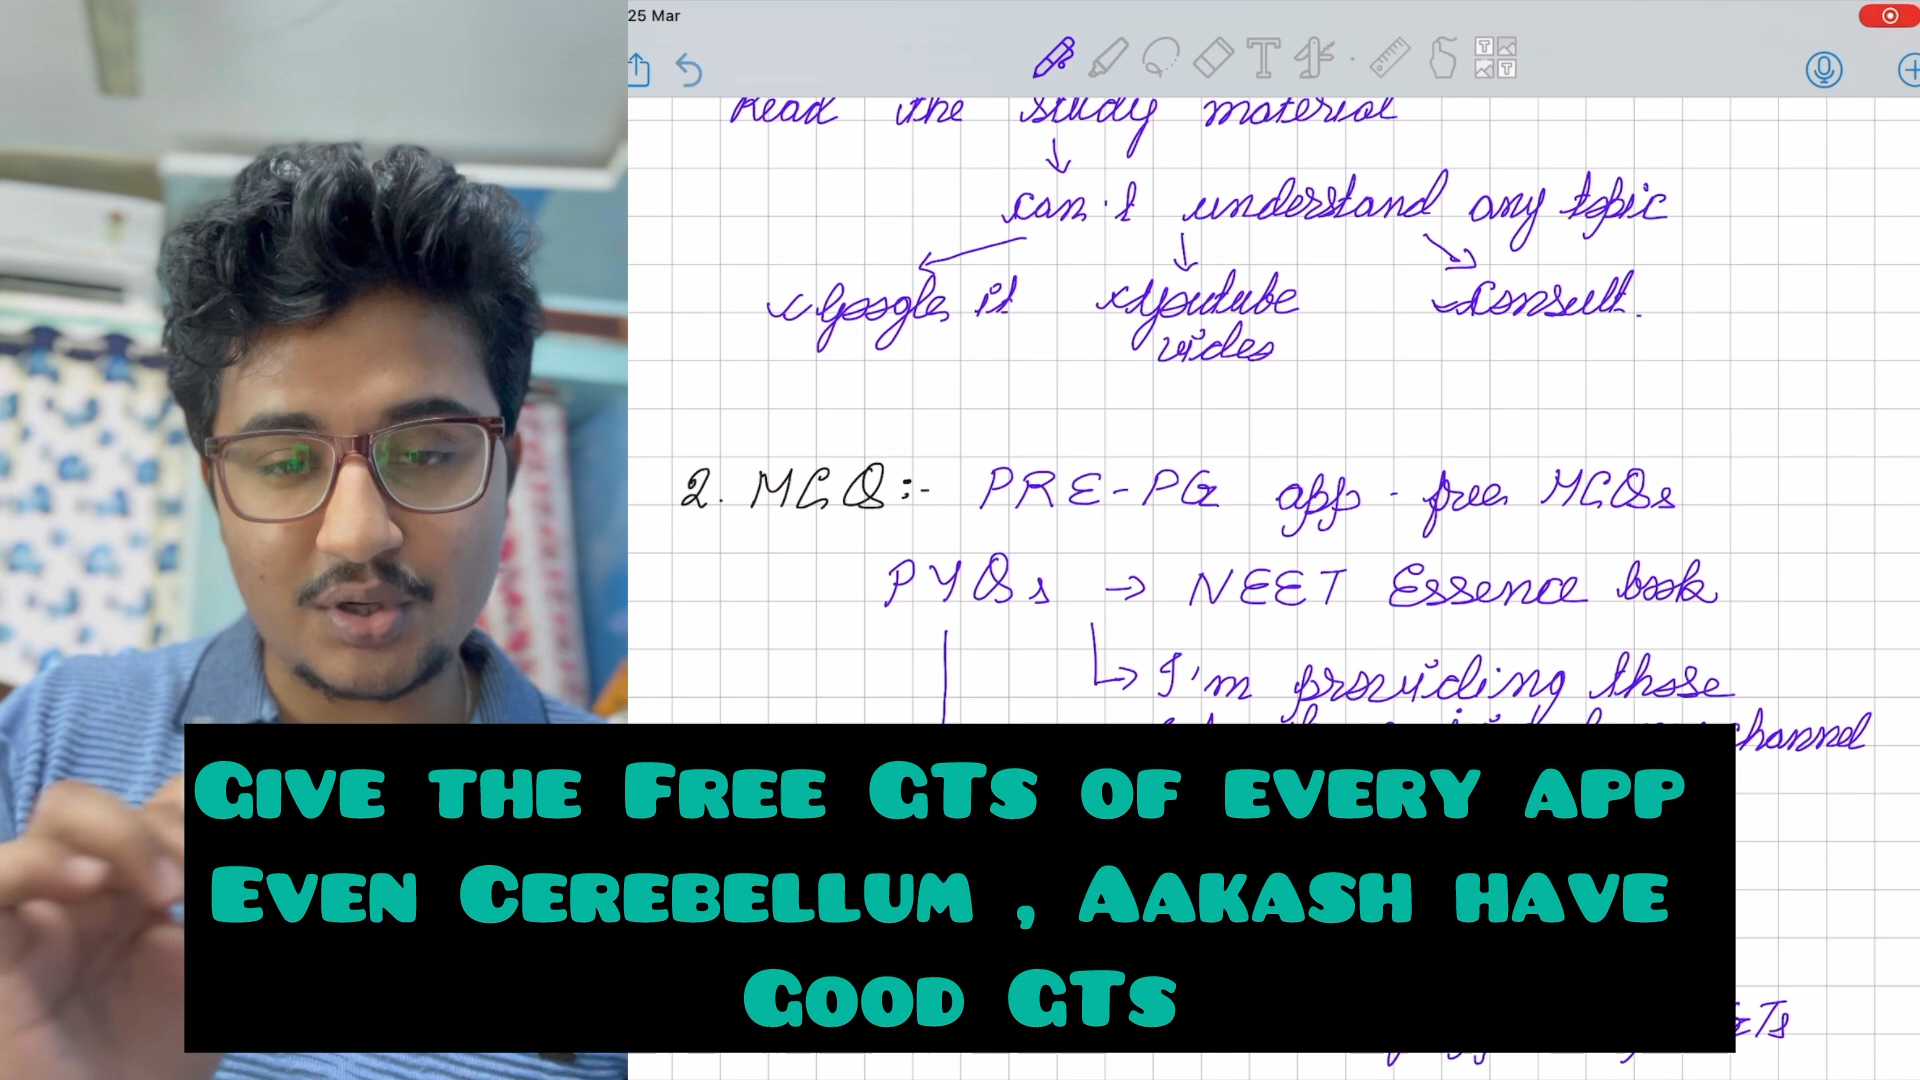 25 Mar
Read the study material
can't understand any topic
Google it youtube consult.
video
2. MCQ:- PRE-PG app - free MCQs
PYQs → NEET Essence book
I'm providing those
channel
GIVE THE FREE GTS OF EVERY APP
EVEN CEREBELLUM , AAKASH HAVE
GOOD GTS
GTs